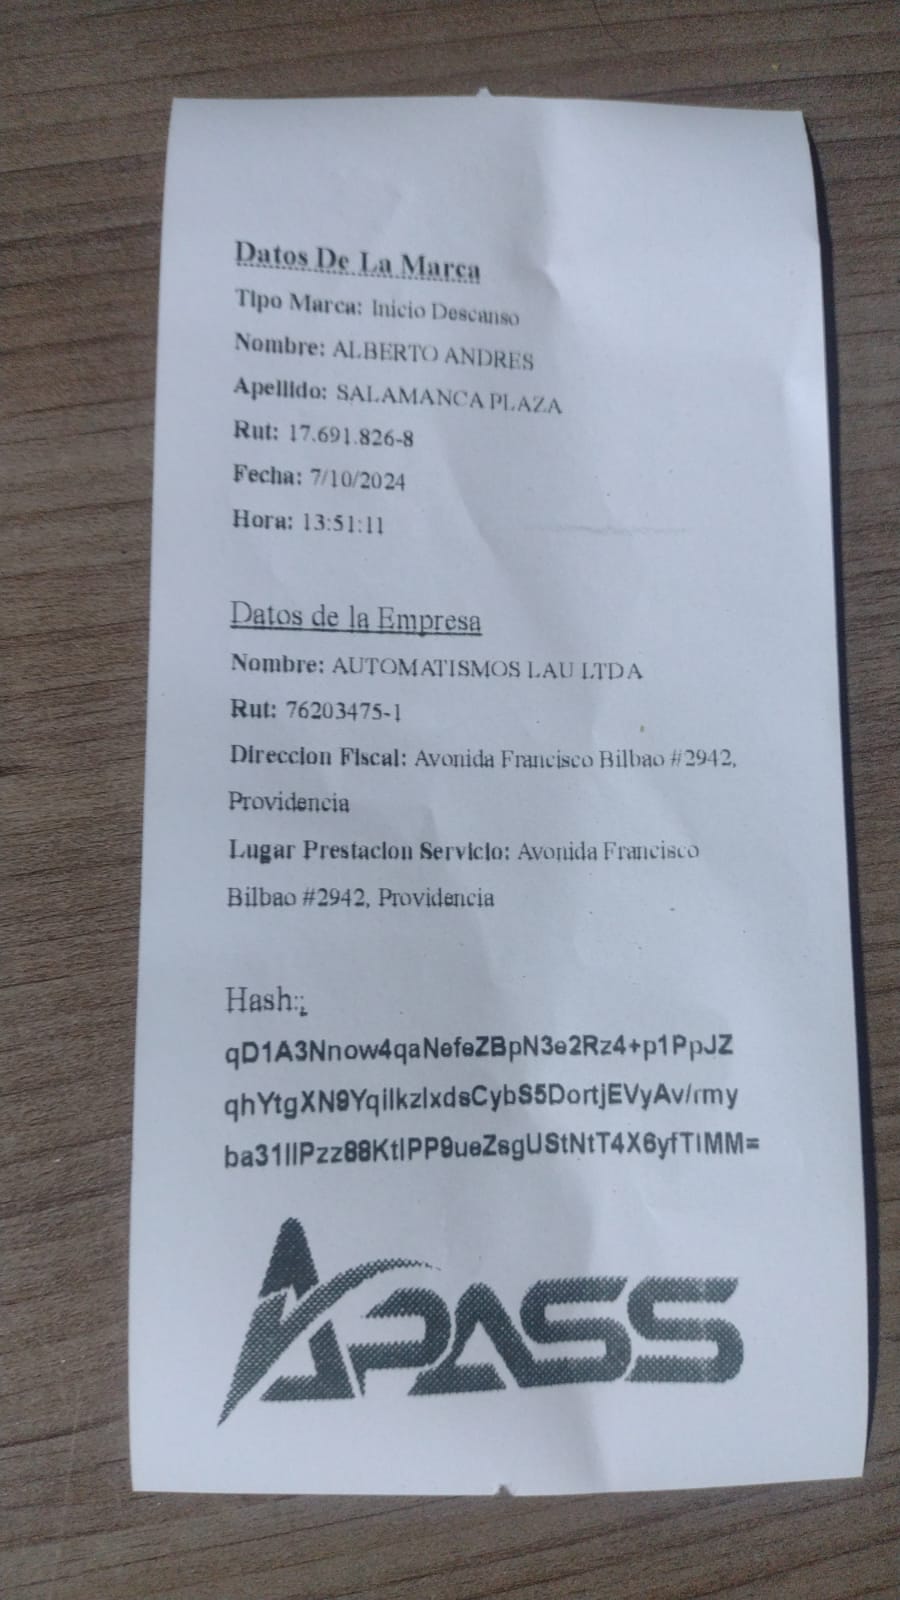 Datos De La Marca
Tipo Marca: Inicio Descanso
Nombre: ALBERTO ANDRES
Apellido: SALAMANCA PLAZA
Rut: 17.691.826-8
Fecha: 7/10/2024
Hora: 13:51:11
Datos de la Empresa
Nombre: AUTOMATISMOS LAU LTDA
Rut: 76203475-1
Direccion Fiscal: Avonida Francisco Bilbao #2942,
Providencia
Lugar Prestacion Servicio: Avonida Francisco
Bilbao #2942, Providencia
Hash:;
qD1A3Nnow4qaNefeZBpN3e2Rz4+p1PpJZ
APASS